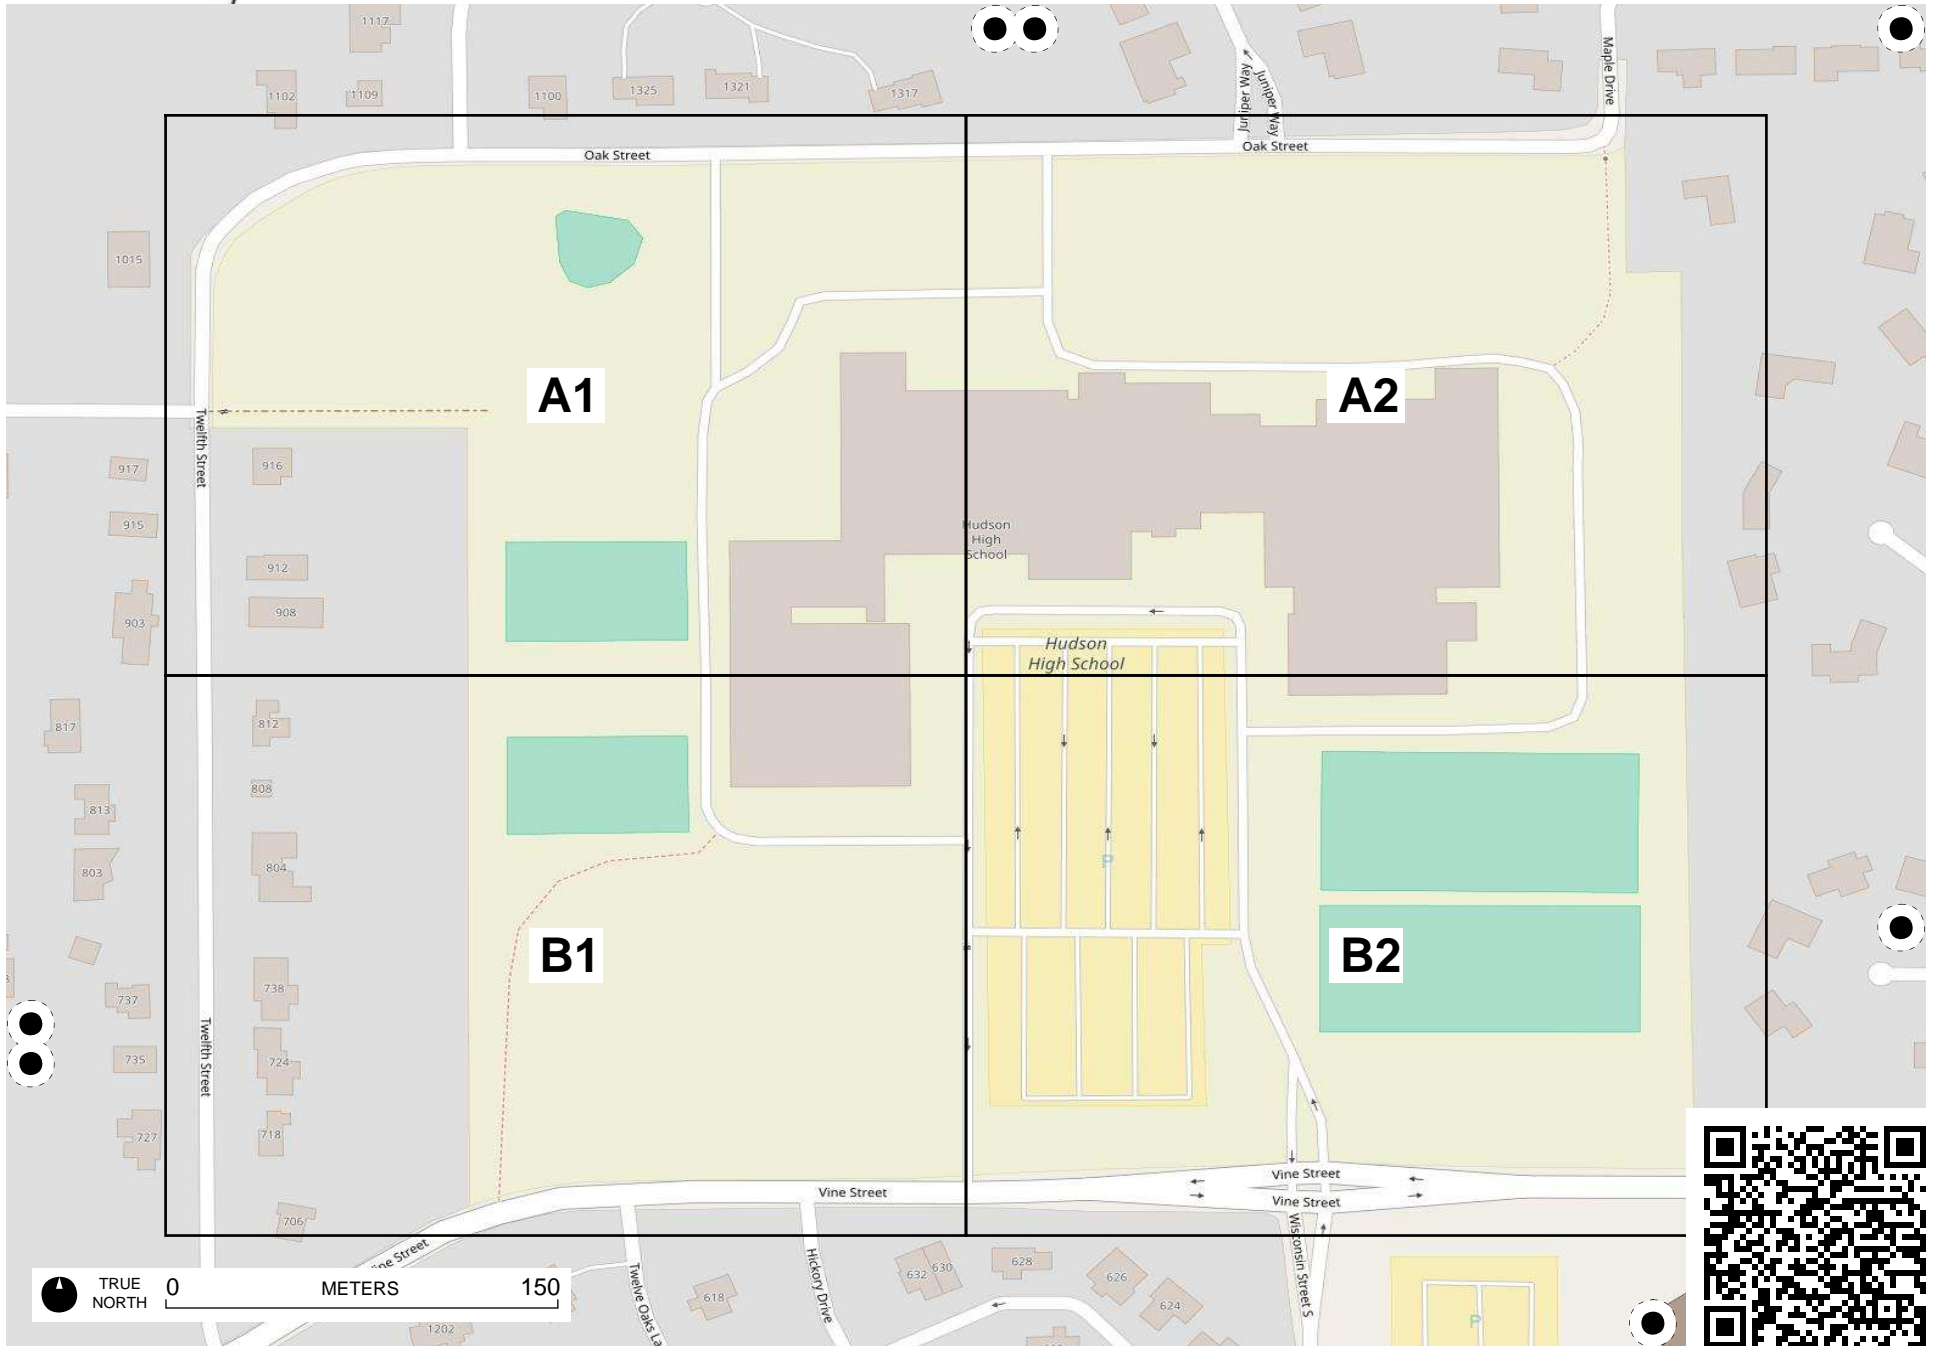 1117
1102
1109
1100
1325
1321
1317
Juniper Way
Juniper Way
Maple Drive
Oak Street
Oak Street
1015
A1
A2
Twelfth Street
917
916
915
Hudson
High
School
912
908
903
Hudson
High School
817
812
808
813
804
803
P
B1
B2
738
737
Twelfth Street
735
724
727
718
Vine Street
Vine Street
Vine Street
706
ine Street
Wisconsin Street S
Hickory Drive
Twelve Oaks La
632
630
628
626
624
618
1202
P
TRUE
NORTH
0
METERS
150